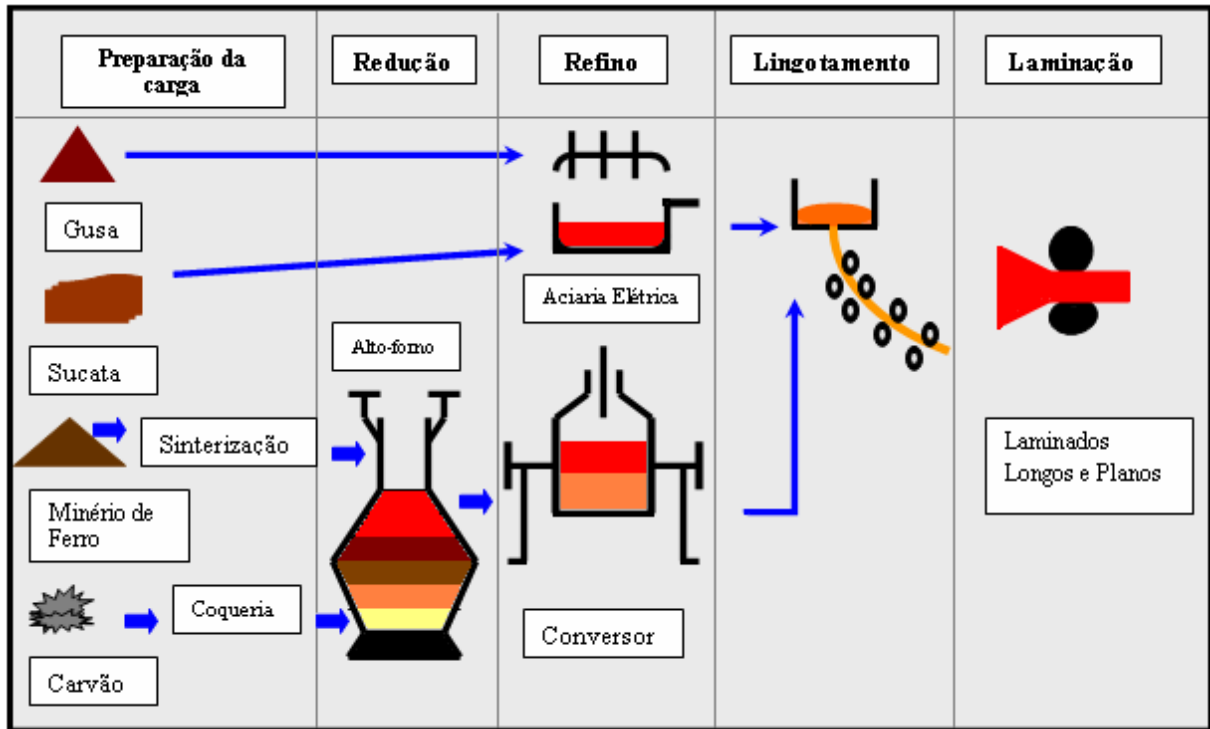 Preparação da
carga
Redução
Refino
Lingotamento
Laminação
Gusa
Sucata
Aciaria Elétrica
Alto-forno
Sinterização
Minério de
Ferro
Coqueria
Carvão
Conversor
Laminados
Longos e Planos